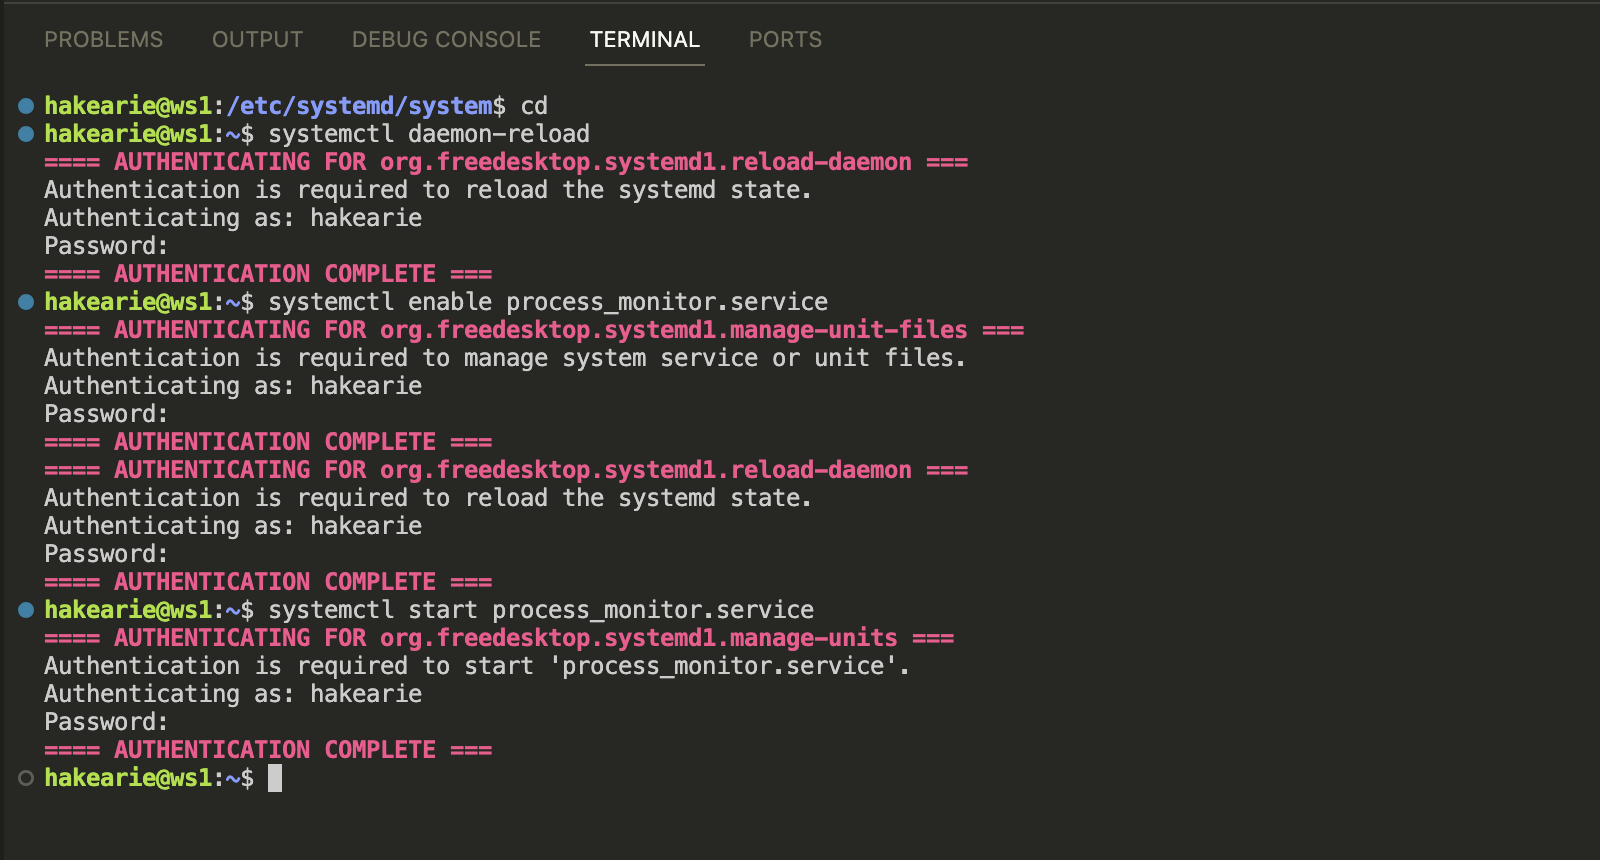 PROBLEMS OUTPUT DEBUG CONSOLE TERMINAL PORTS
hakearie@ws1:/etc/systemd/system$ cd
hakearie@ws1:~$ systemctl daemon-reload
==== AUTHENTICATING FOR org.freedesktop.systemd1.reload-daemon ===
Authentication is required to reload the systemd state.
Authenticating as: hakearie
Password:
==== AUTHENTICATION COMPLETE ===
hakearie@ws1:~$ systemctl enable process_monitor.service
==== AUTHENTICATING FOR org.freedesktop.systemd1.manage-unit-files ===
Authentication is required to manage system service or unit files.
Authenticating as: hakearie
Password:
==== AUTHENTICATION COMPLETE ===
==== AUTHENTICATING FOR org.freedesktop.systemd1.reload-daemon ===
Authentication is required to reload the systemd state.
Authenticating as: hakearie
Password:
==== AUTHENTICATION COMPLETE ===
hakearie@ws1:~$ systemctl start process_monitor.service
==== AUTHENTICATING FOR org.freedesktop.systemd1.manage-units ===
Authentication is required to start 'process_monitor.service'.
Authenticating as: hakearie
Password:
==== AUTHENTICATION COMPLETE ===
hakearie@ws1:~$